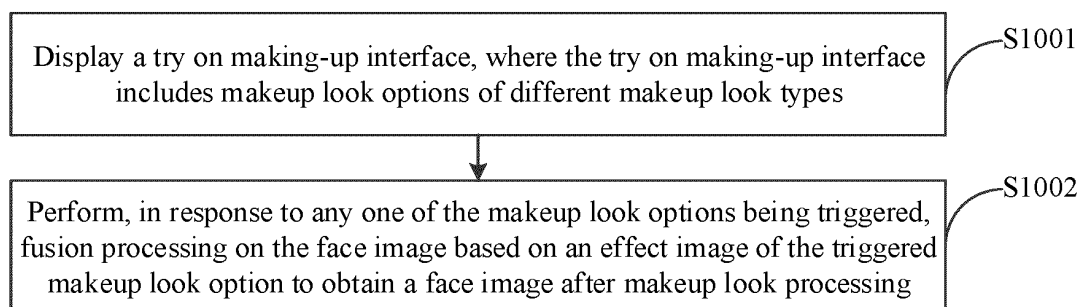 Display a try on making-up interface, where the try on making-up interface
includes makeup look options of different makeup look types
S1001
Perform, in response to any one of the makeup look options being triggered,
fusion processing on the face image based on an effect image of the triggered
makeup look option to obtain a face image after makeup look processing
S1002